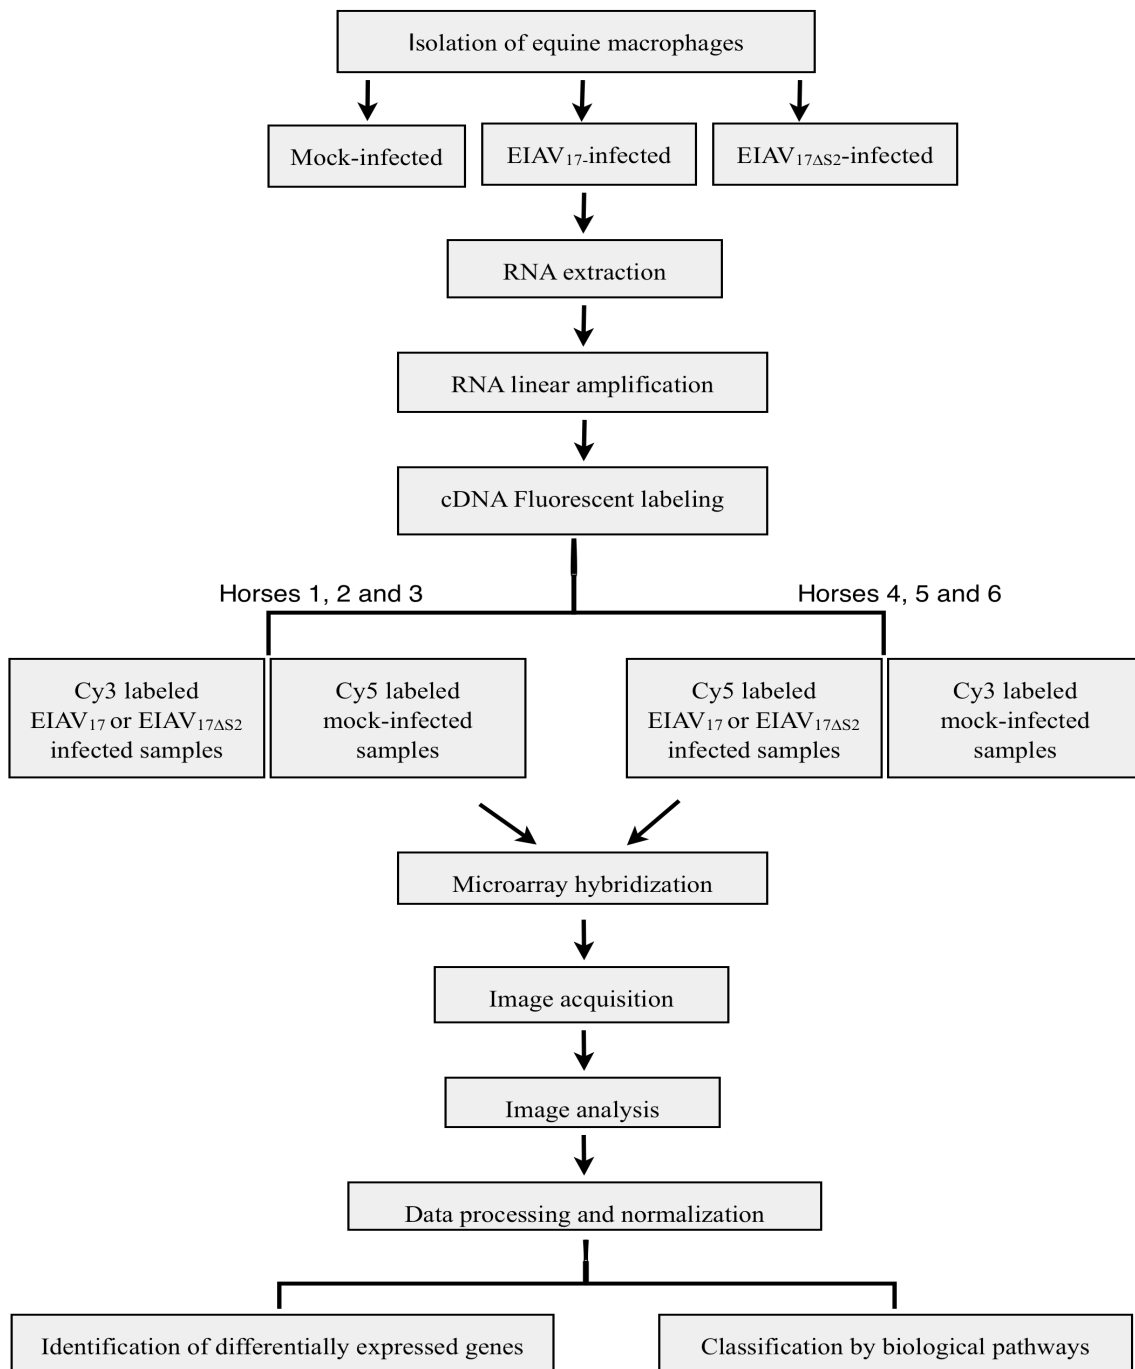 Isolation of equine macrophages
Mock-infected
EIAV17-infected
EIAV17ΔS2-infected
RNA extraction
RNA linear amplification
cDNA Fluorescent labeling
Horses 1, 2 and 3
Horses 4, 5 and 6
Cy3 labeled
EIAV17 or EIAV17ΔS2
infected samples
Cy5 labeled
mock-infected
samples
Cy5 labeled
EIAV17 or EIAV17ΔS2
infected samples
Cy3 labeled
mock-infected
samples
Microarray hybridization
Image acquisition
Image analysis
Data processing and normalization
Identification of differentially expressed genes
Classification by biological pathways